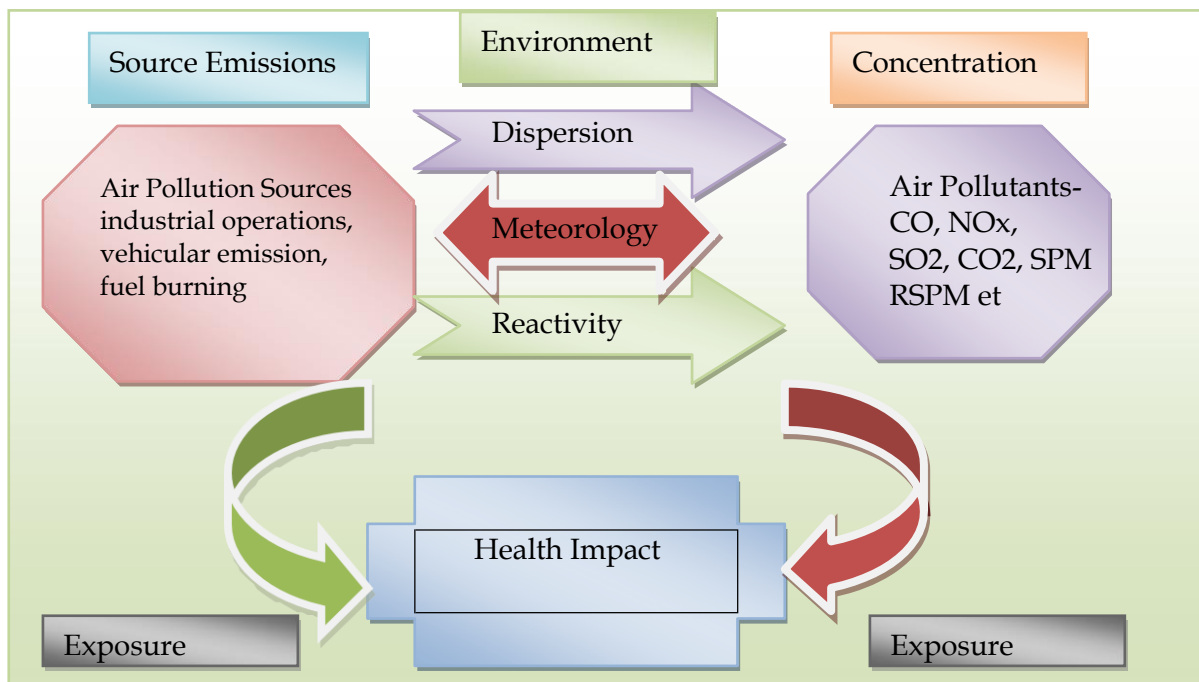 Source Emissions
Environment
Concentration
Air Pollution Sources
industrial operations,
vehicular emission,
fuel burning
Dispersion
Meteorology
Reactivity
Air Pollutants-
CO, NOx,
SO2, CO2, SPM
RSPM et
Health Impact
Exposure
Exposure